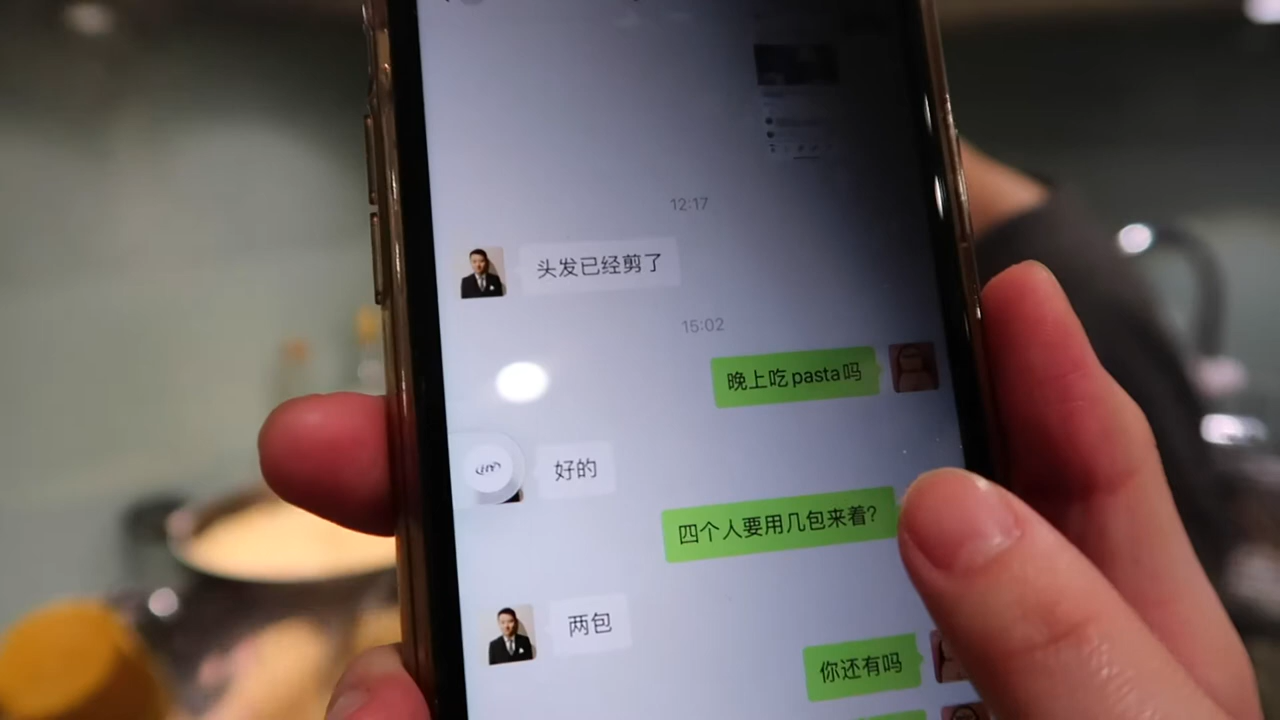 12:17
头发已经剪了
15:02
晚上吃pasta吗
好的
四个人要用几包来着?
两包
你还有吗